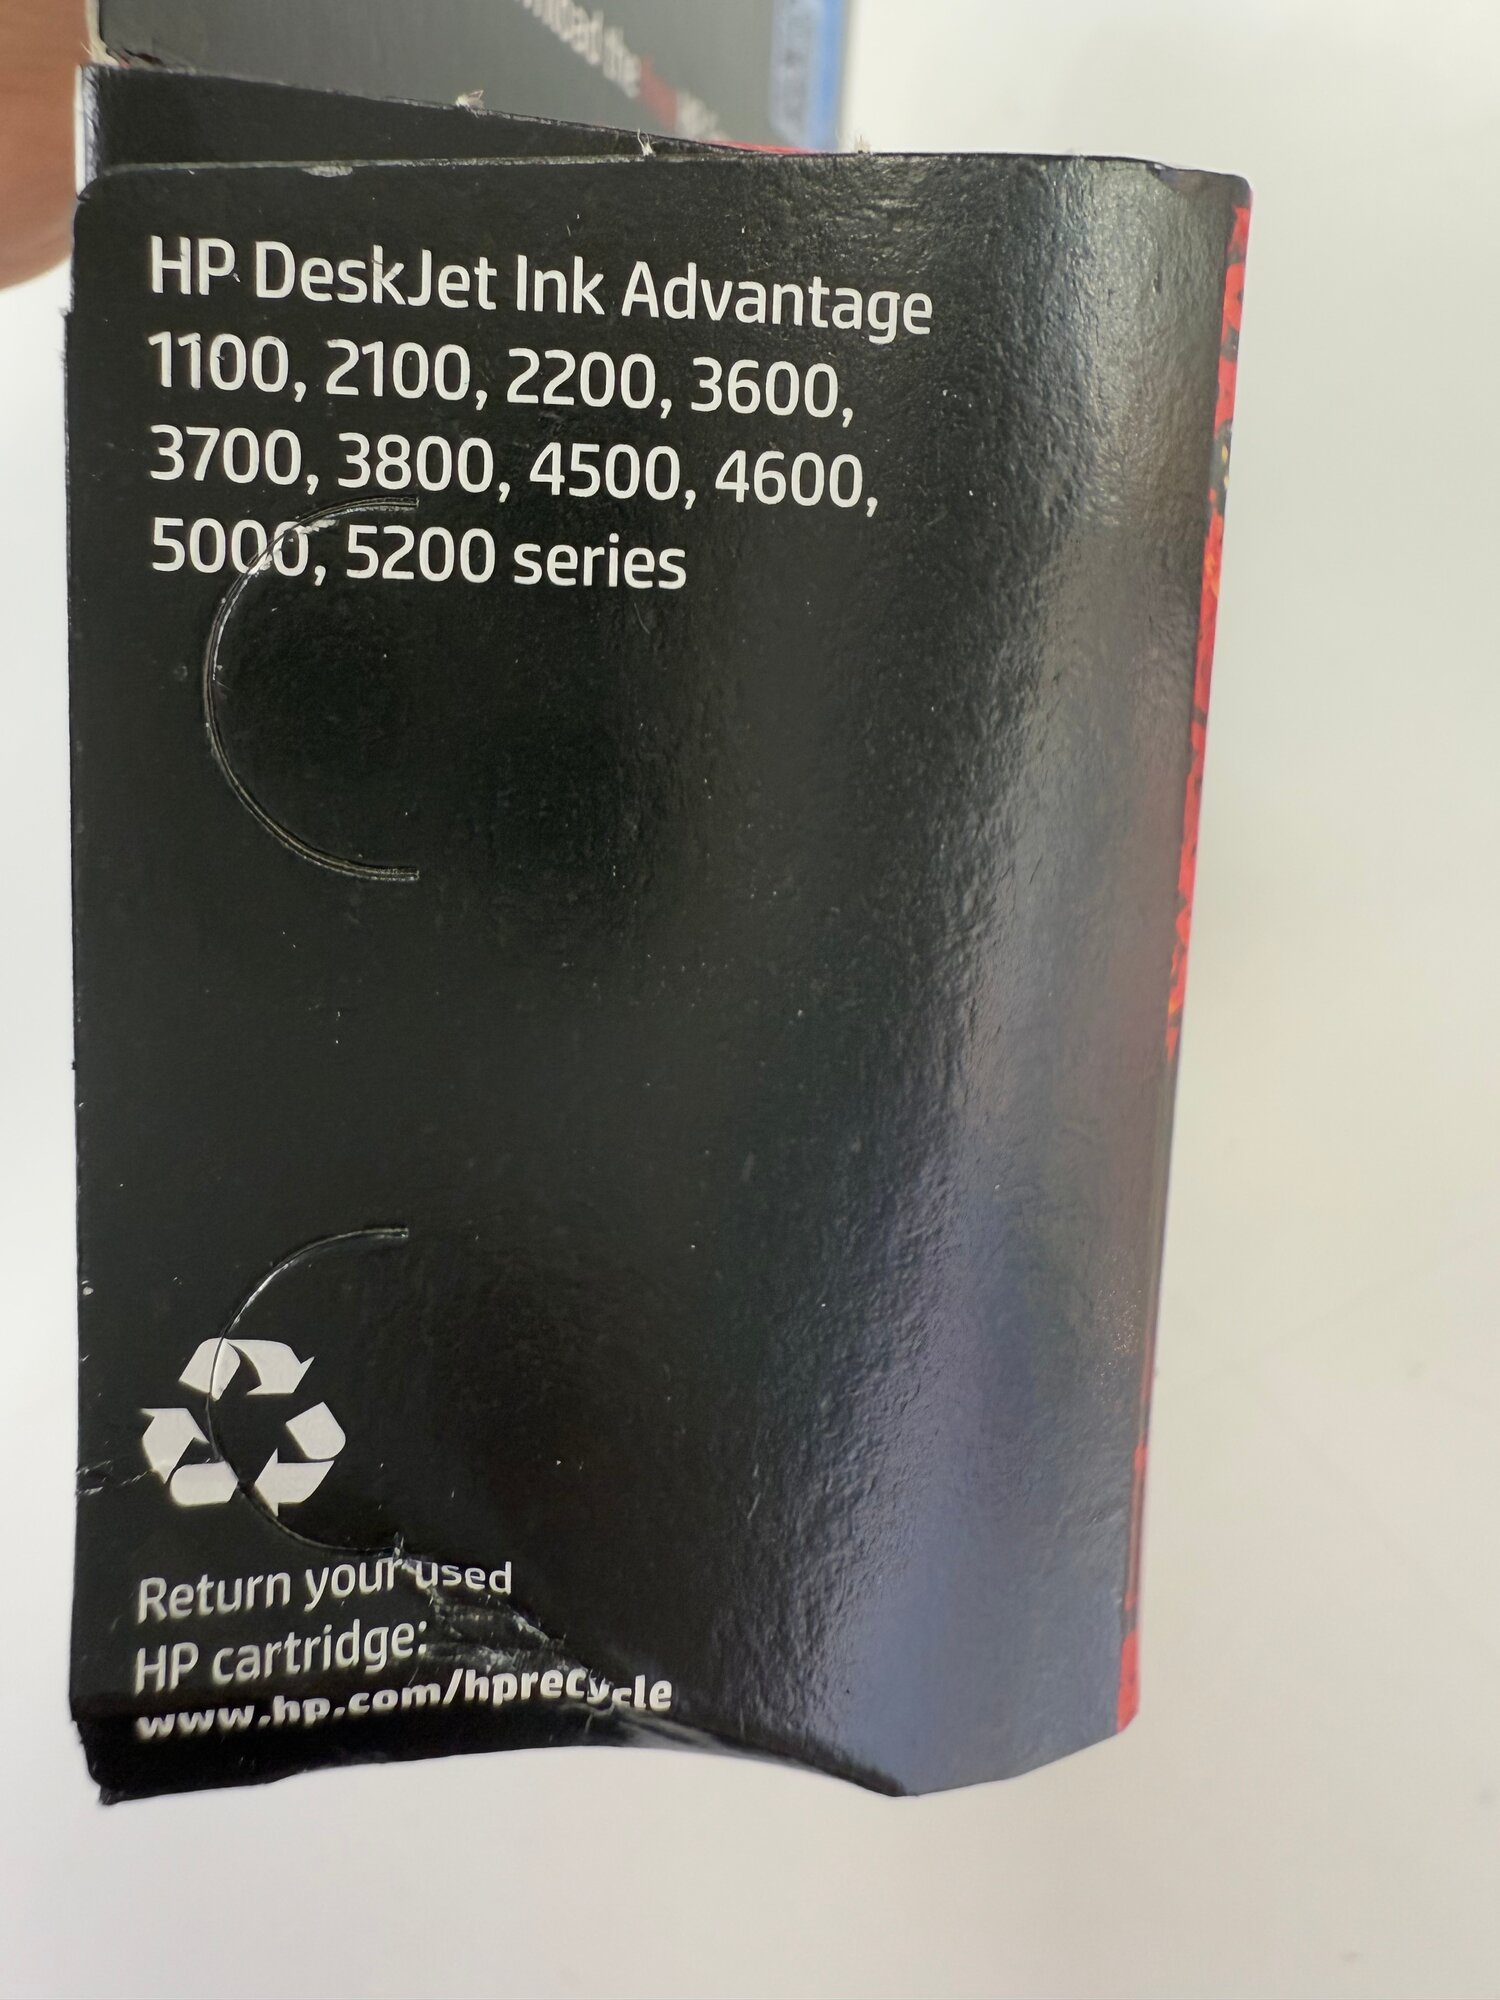 the
HP DeskJet Ink Advantage
1100, 2100, 2200, 3600,
3700, 3800, 4500, 4600,
5000, 5200 series
Return your used
HP cartridge:
www.hp.com/hprecycle